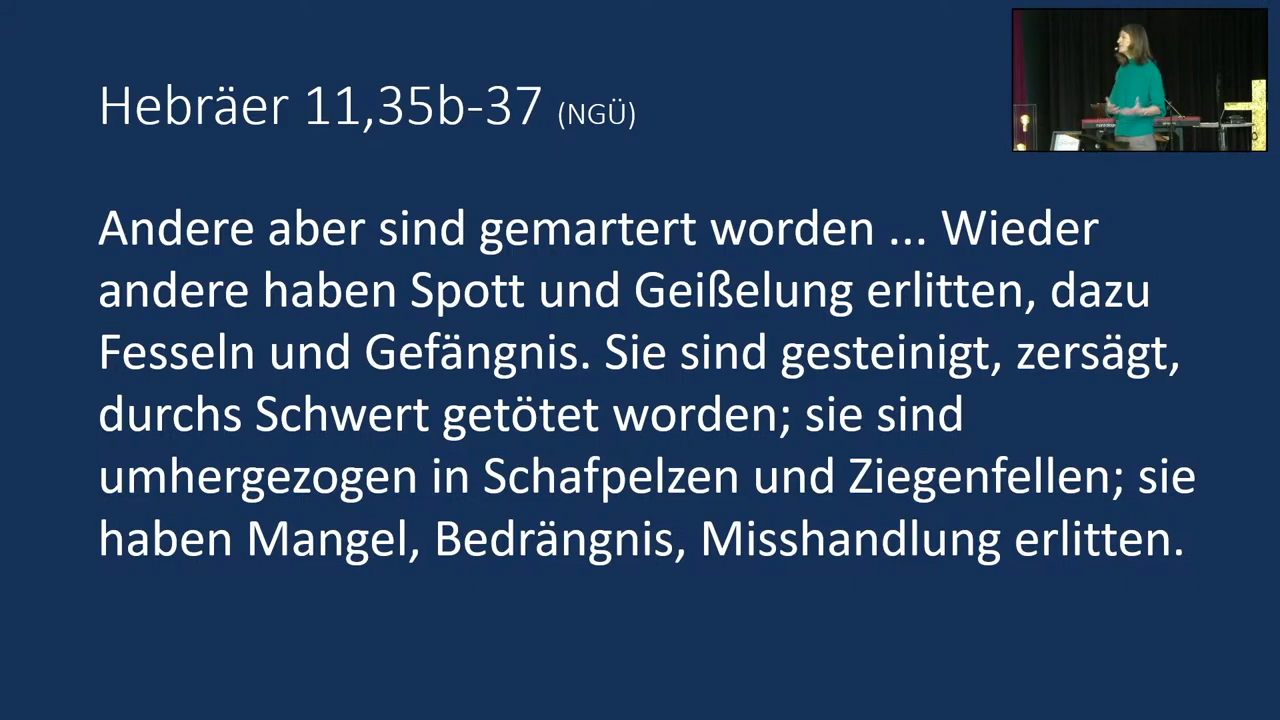 Hebräer 11,35b-37 (NGÜ)
Andere aber sind gemartert worden ... Wieder
andere haben Spott und Geißelung erlitten, dazu
Fesseln und Gefängnis. Sie sind gesteinigt, zersägt,
durchs Schwert getötet worden; sie sind
umhergezogen in Schafpelzen und Ziegenfellen; sie
haben Mangel, Bedrängnis, Misshandlung erlitten.